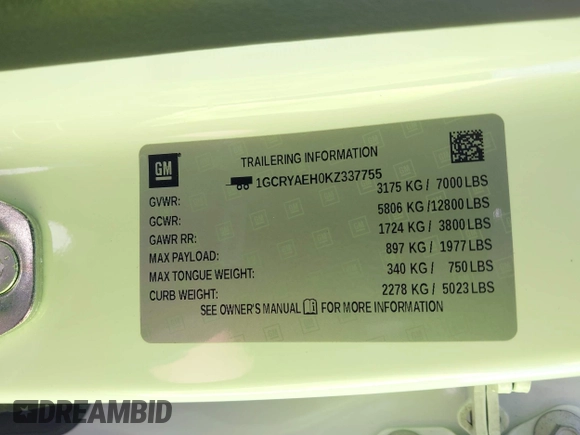 GM
TRAILERING INFORMATION
1GCRYAEH0KZ337755
GVWR: 3175 KG / 7000 LBS
GCWR: 5806 KG /12800 LBS
GAWR RR: 1724 KG / 3800 LBS
MAX PAYLOAD: 897 KG / 1977 LBS
MAX TONGUE WEIGHT: 340 KG / 750 LBS
CURB WEIGHT: 2278 KG / 5023 LBS
SEE OWNER'S MANUAL FOR MORE INFORMATION
DREAMBID